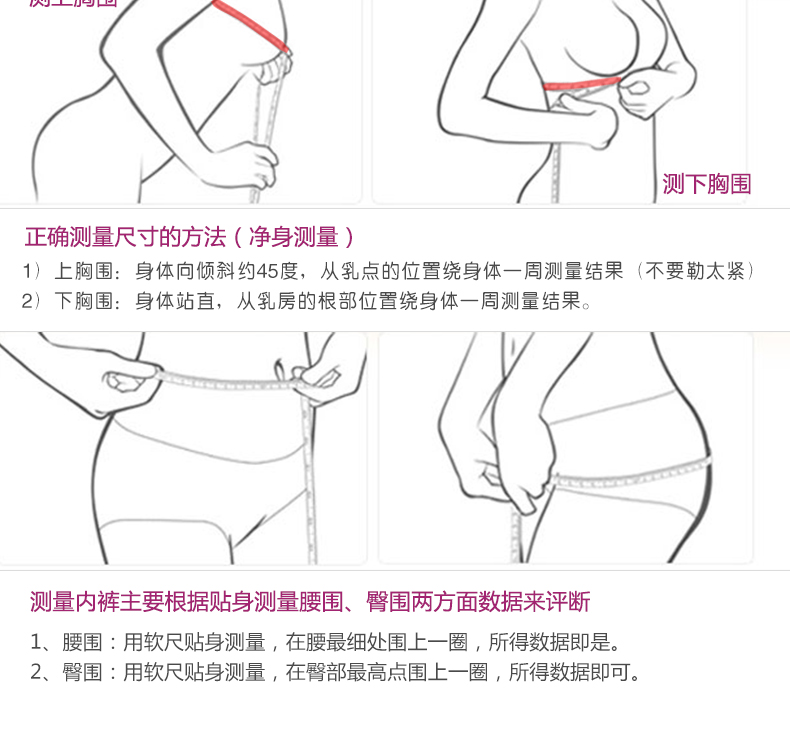 测上胸围
测下胸围
正确测量尺寸的方法（净身测量）
1）上胸围：身体向倾斜约45度，从乳点的位置绕身体一周测量结果（不要勒太紧）
2）下胸围：身体站直，从乳房的根部位置绕身体一周测量结果。
测量内裤主要根据贴身测量腰围、臀围两方面数据来评断
1、腰围：用软尺贴身测量，在腰最细处围上一圈，所得数据即是。
2、臀围：用软尺贴身测量，在臀部最高点围上一圈，所得数据即可。